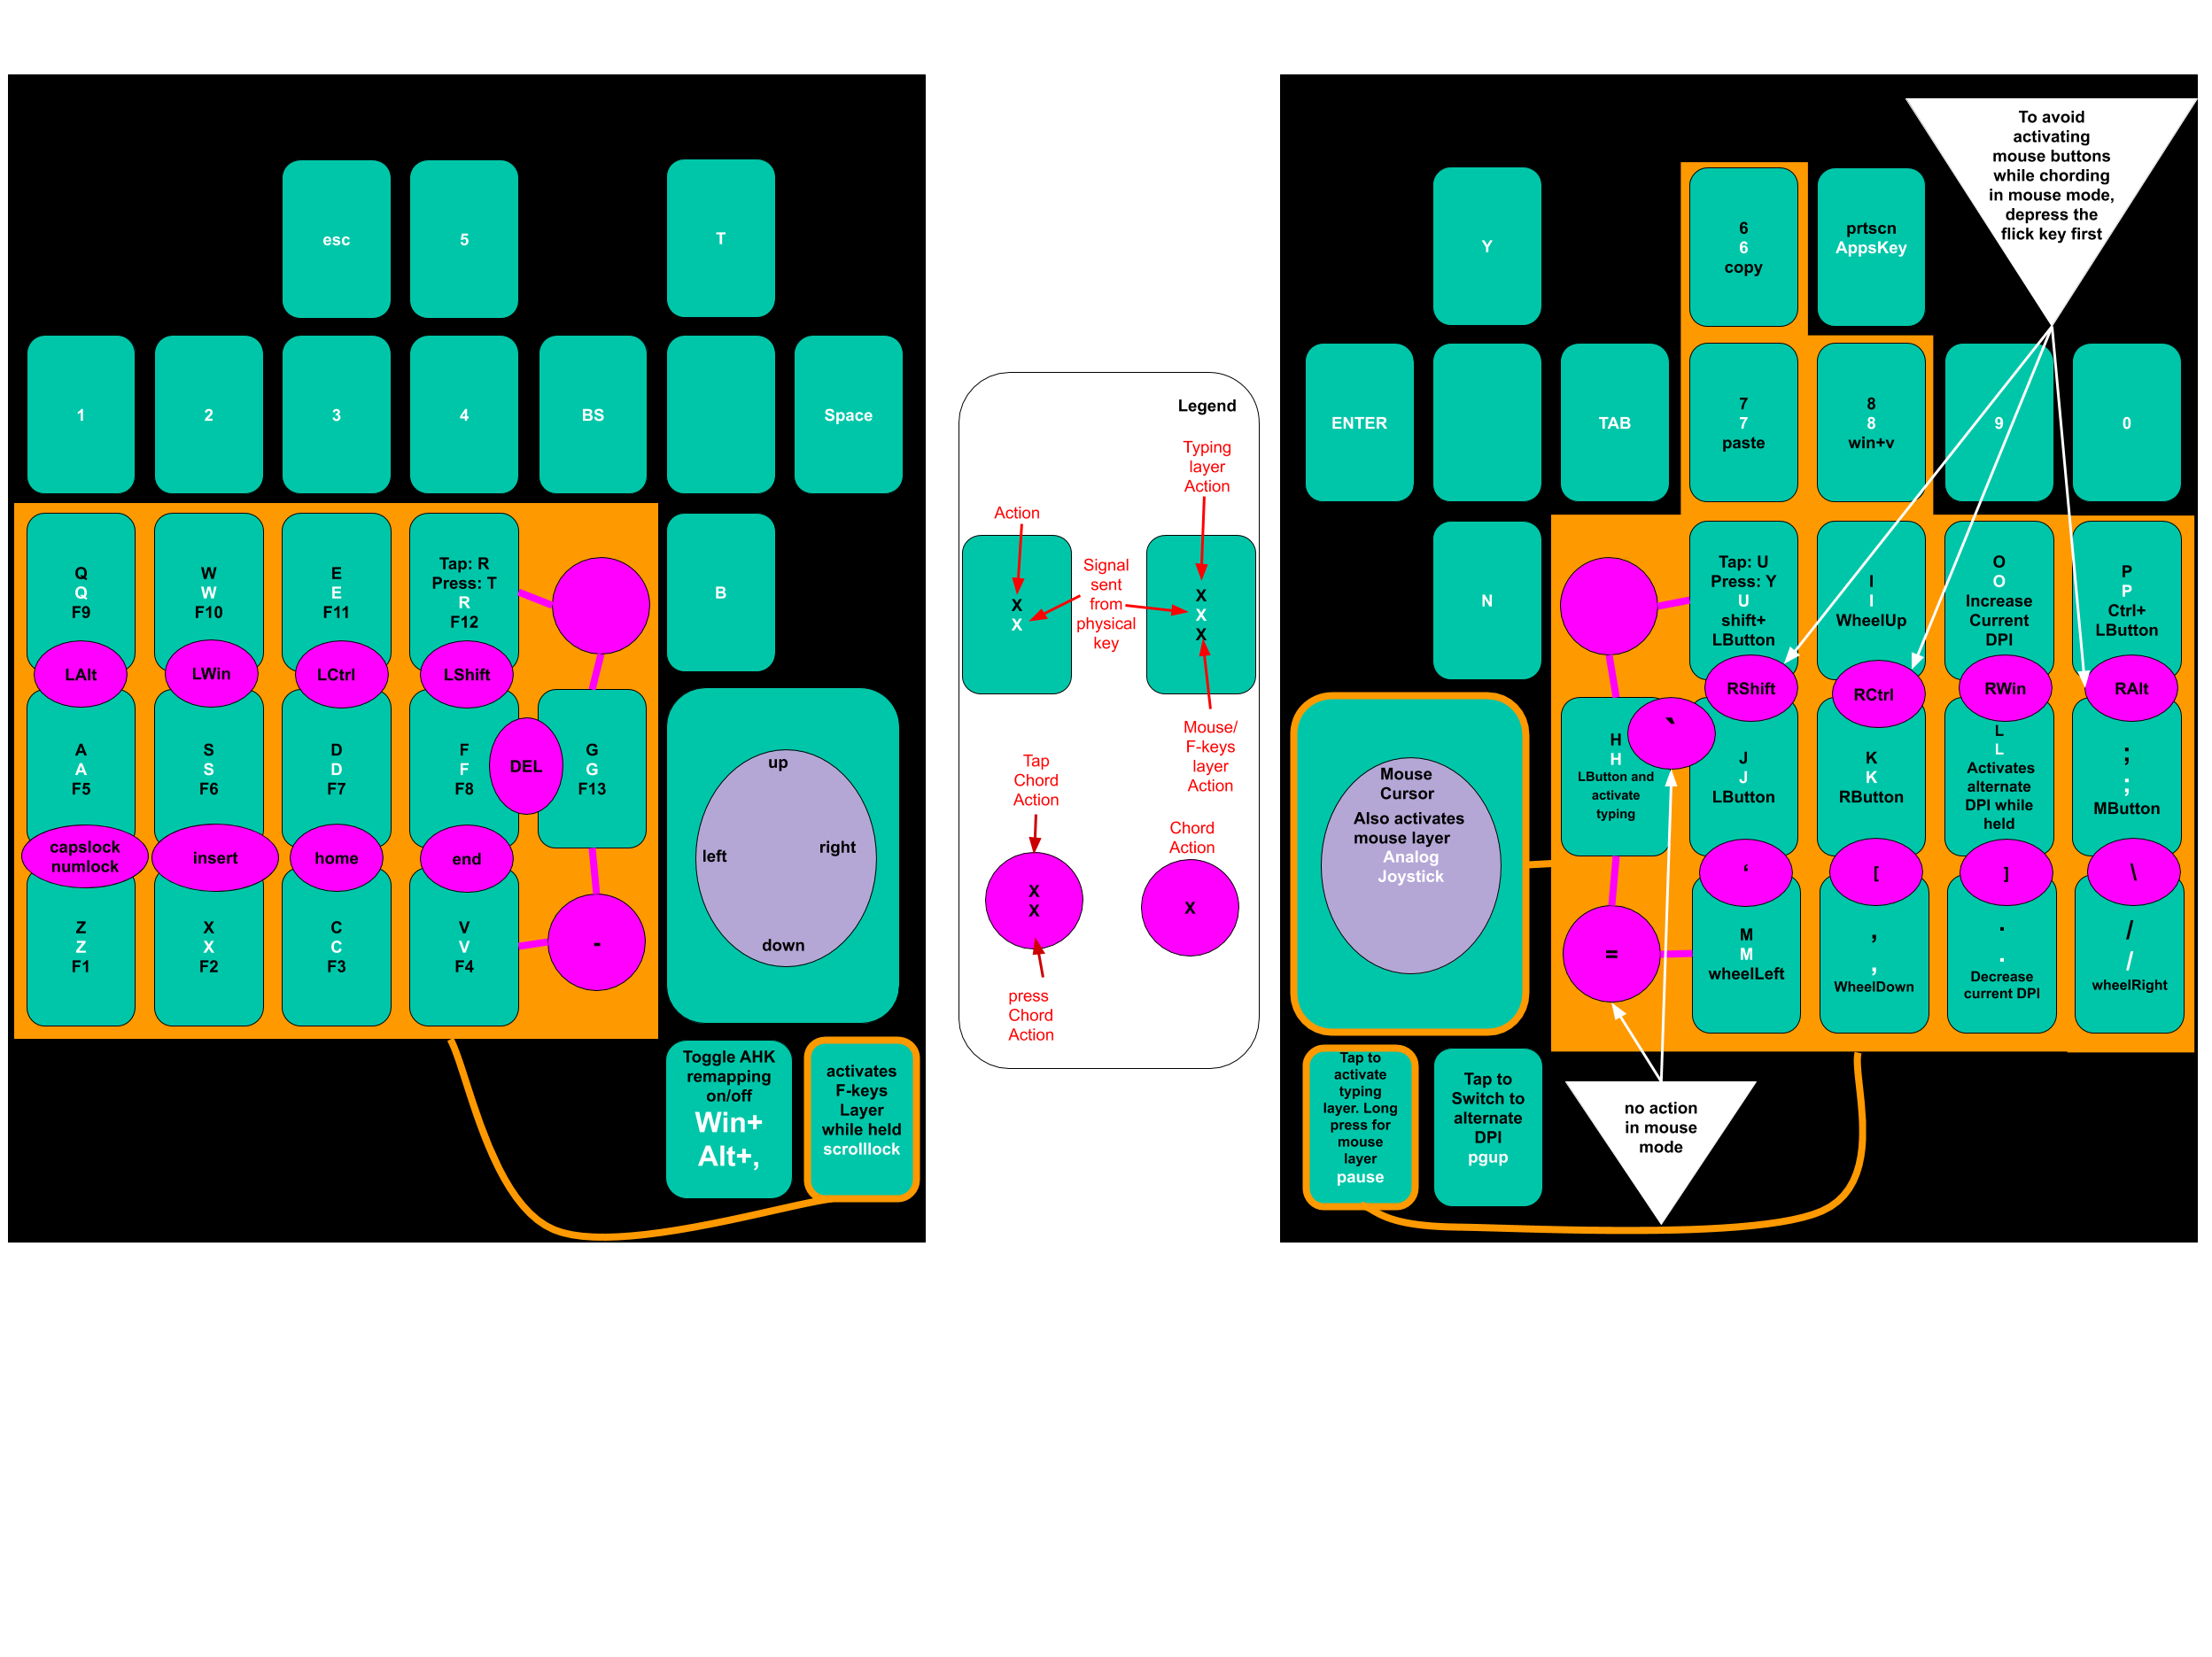 esc
5
T
1
2
3
4
BS
Space
Q
Q
F9
W
W
F10
E
E
F11
Tap: R
Press: T
R
F12
B
LAlt
LWin
LCtrl
LShift
A
A
F5
S
S
F6
D
D
F7
F
F
F8
DEL
G
G
F13
capslock
numlock
insert
home
end
Z
Z
F1
X
X
F2
C
C
F3
V
V
F4
-
up
left
right
down
Toggle AHK
remapping
on/off
Win+
Alt+,
activates
F-keys
Layer
while held
scrolllock
Legend
Typing
layer
Action
Action
Signal
sent
from
physical
key
X
X
X
X
X
Mouse/
F-keys
layer
Action
Tap
Chord
Action
Chord
Action
X
X
X
press
Chord
Action
To avoid
activating
mouse buttons
while chording
in mouse mode,
depress the
flick key first
Y
6
6
copy
prtscn
AppsKey
ENTER
TAB
7
7
paste
8
8
win+v
9
0
N
Tap: U
Press: Y
U
shift+
LButton
I
I
WheelUp
O
O
Increase
Current
DPI
P
P
Ctrl+
LButton
RShift
RCtrl
RWin
RAlt
H
H
LButton and
activate
typing
`
J
J
LButton
K
K
RButton
L
L
Activates
alternate
DPI while
held
;
;
MButton
‘
[
]
\
=
M
M
wheelLeft
,
,
WheelDown
.
.
Decrease
current DPI
/
/
wheelRight
Mouse
Cursor
Also activates
mouse layer
Analog
Joystick
Tap to
activate
typing
layer. Long
press for
mouse
layer
pause
Tap to
Switch to
alternate
DPI
pgup
no action
in mouse
mode